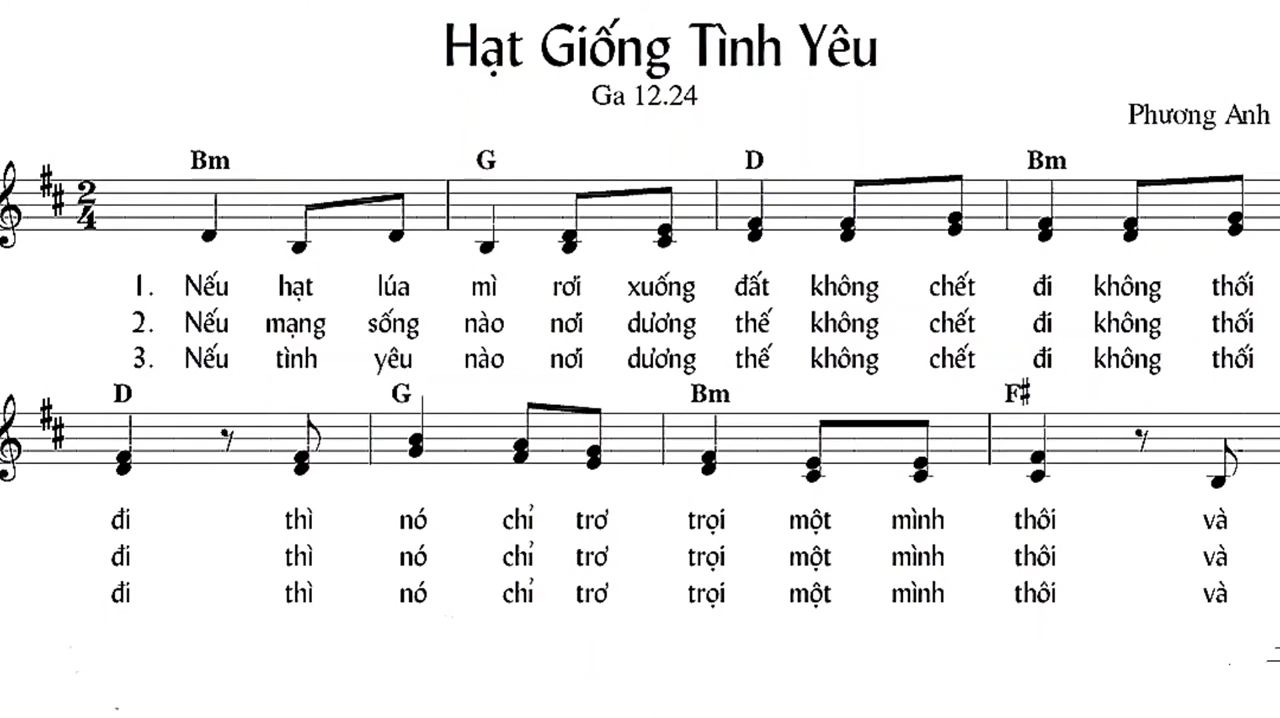 Hạt Giống Tình Yêu
Ga 12.24
Phương Anh
Bm G D Bm
2
4
1. Nếu hạt lúa mì rơi xuống đất không chết đi không thối
2. Nếu mạng sống nào nơi dương thế không chết đi không thối
3. Nếu tình yêu nào nơi dương thế không chết đi không thối
D G Bm F#
đi thì nó chỉ trơ trọi một mình thôi và
đi thì nó chỉ trơ trọi một mình thôi và
đi thì nó chỉ trơ trọi một mình thôi và